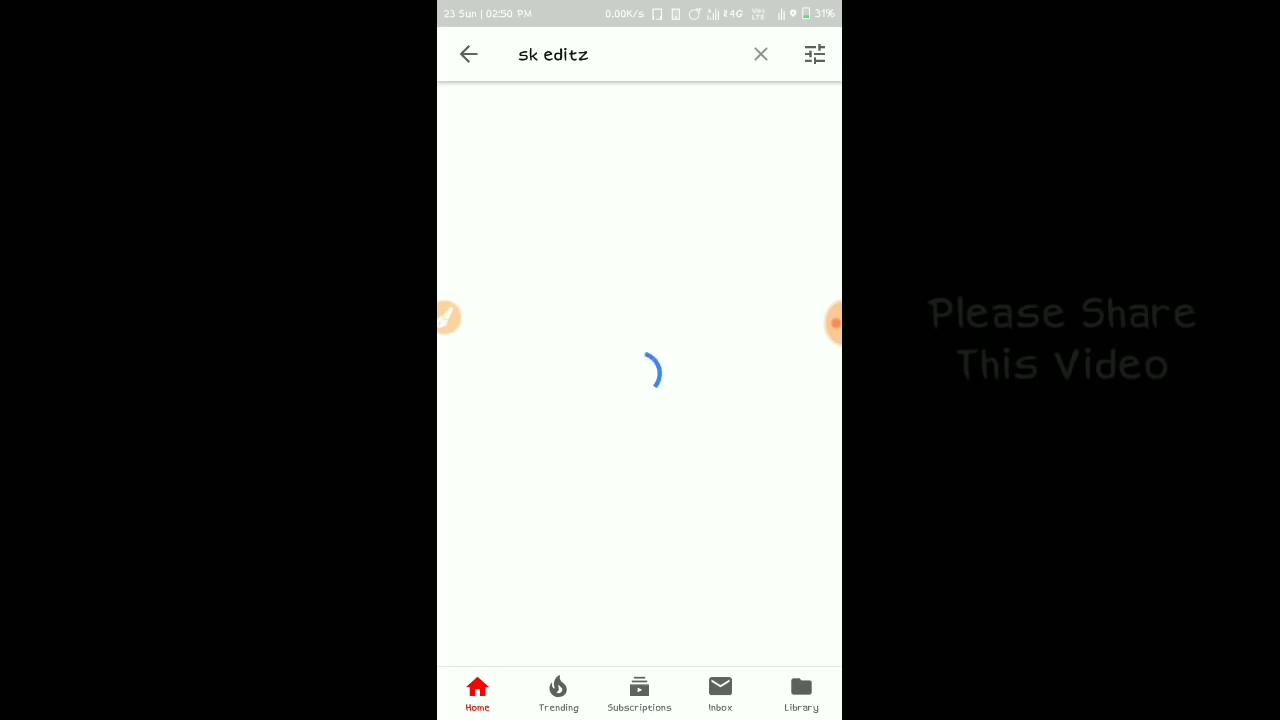 23 Sun | 02:50 PM 0.00K/s 4G 31%
sk editz
Please Share
This Video
Home Trending Subscriptions Inbox Library